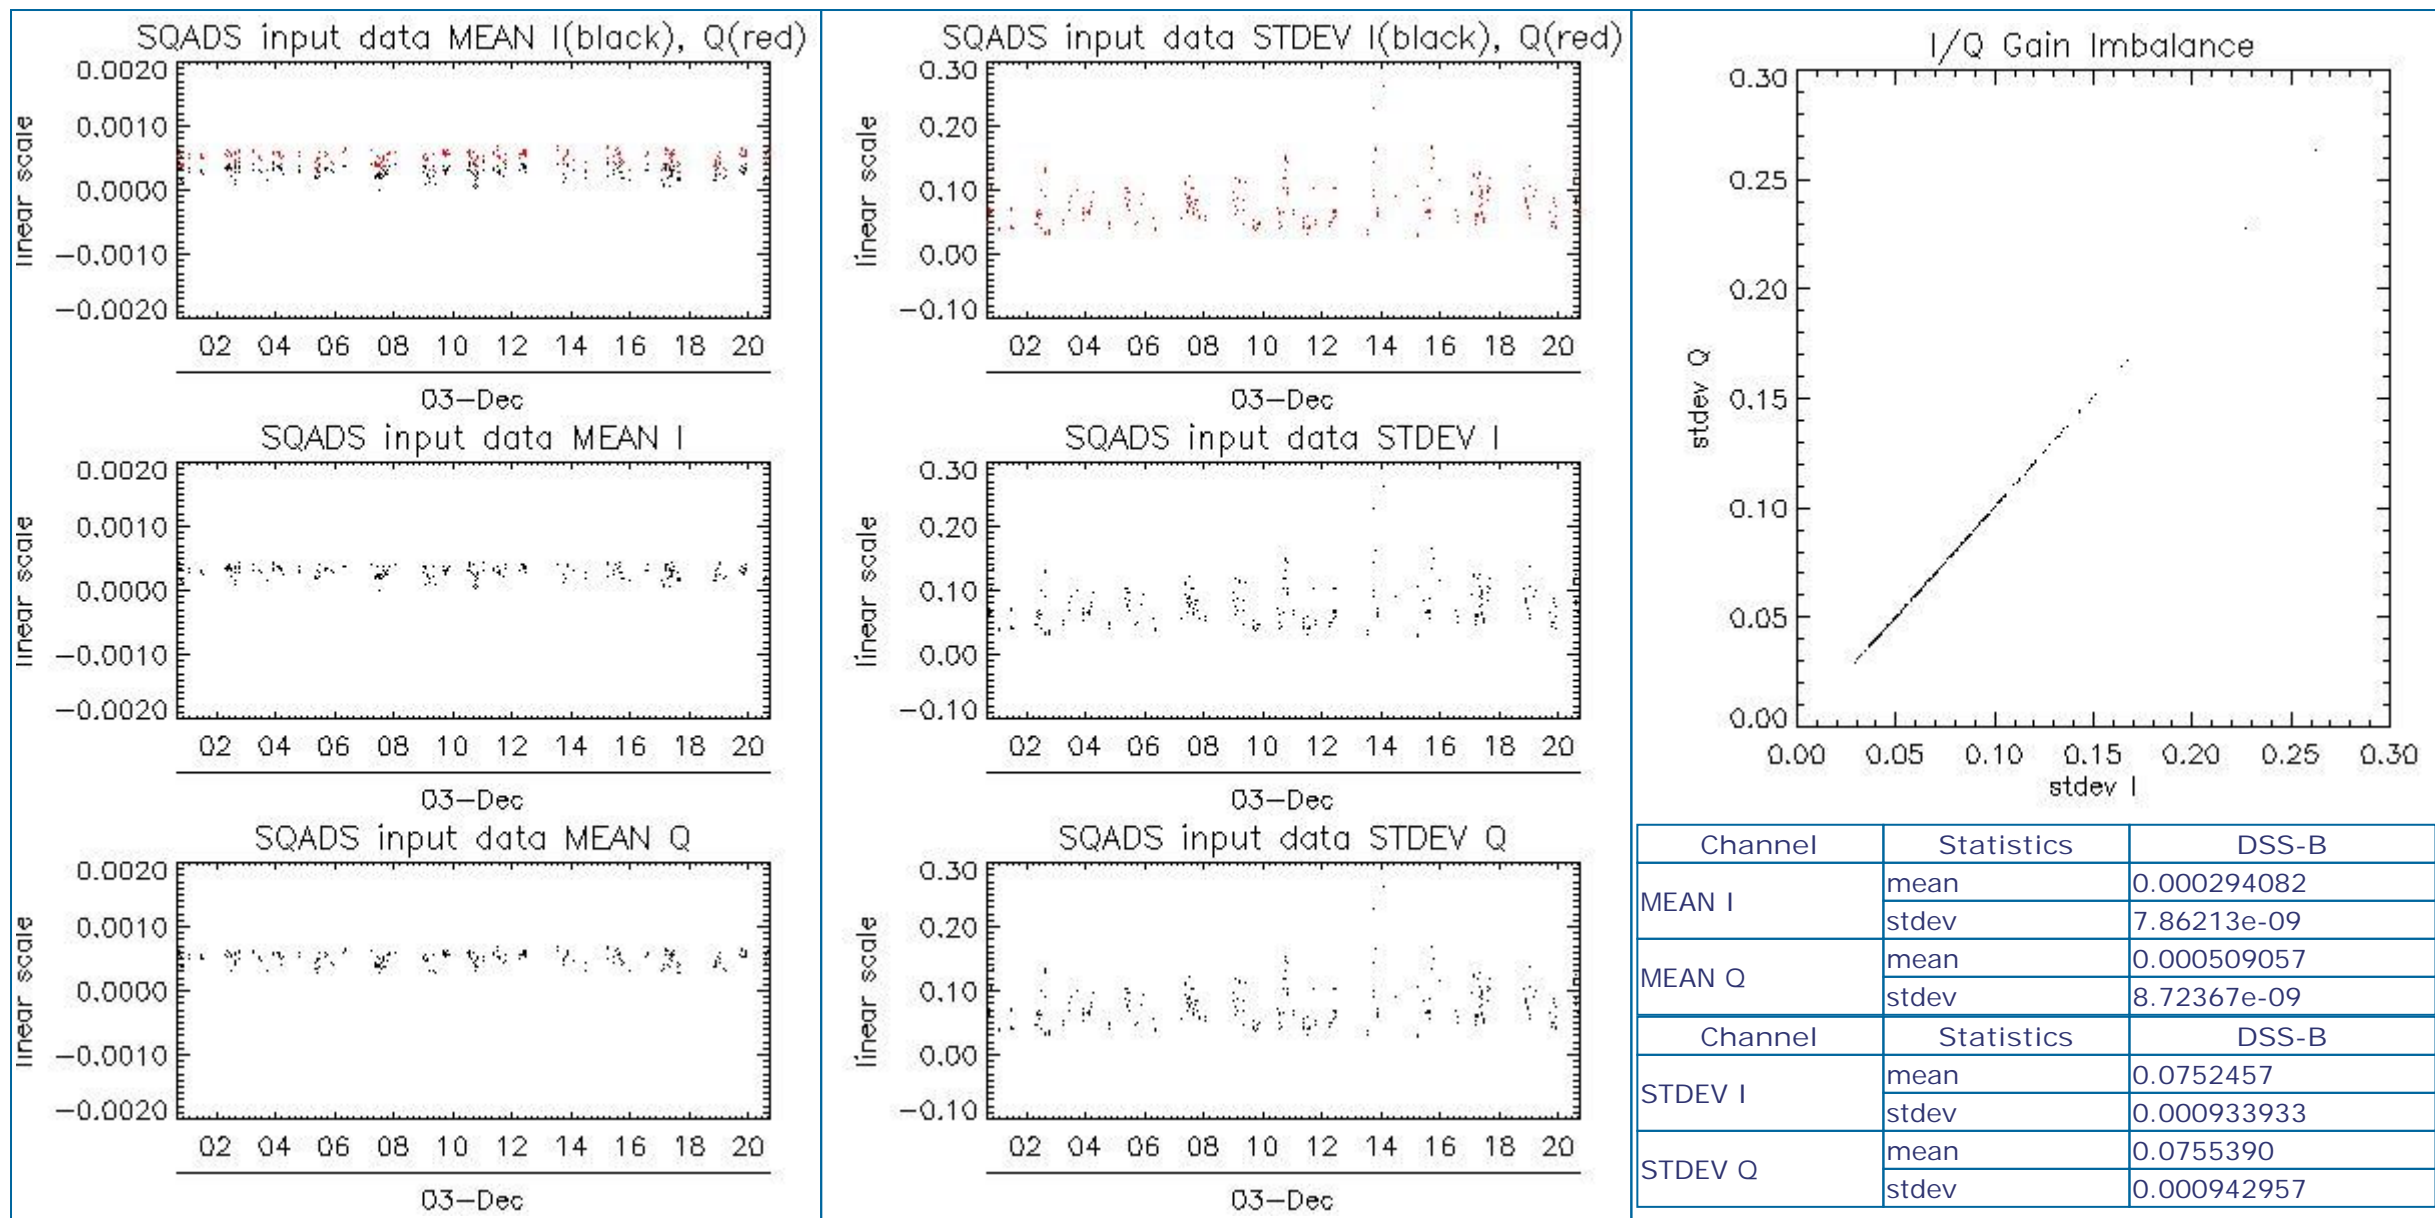 SQADS input data MEAN I(black), Q(red)
0.0020
0.0010
0.0000
−0.0010
−0.0020
linear scale
02 04 06 08 10 12 14 16 18 20
03−Dec
SQADS input data MEAN I
0.0020
0.0010
0.0000
−0.0010
−0.0020
linear scale
02 04 06 08 10 12 14 16 18 20
03−Dec
SQADS input data MEAN Q
0.0020
0.0010
0.0000
−0.0010
−0.0020
linear scale
02 04 06 08 10 12 14 16 18 20
03−Dec
SQADS input data STDEV I(black), Q(red)
0.30
0.20
0.10
0.00
−0.10
linear scale
02 04 06 08 10 12 14 16 18 20
03−Dec
SQADS input data STDEV I
0.30
0.20
0.10
0.00
−0.10
linear scale
02 04 06 08 10 12 14 16 18 20
03−Dec
SQADS input data STDEV Q
0.30
0.20
0.10
0.00
−0.10
linear scale
02 04 06 08 10 12 14 16 18 20
03−Dec
I/Q Gain Imbalance
0.30
0.25
0.20
0.15
0.10
0.05
0.00
stdev Q
0.00 0.05 0.10 0.15 0.20 0.25 0.30
stdev I
Channel Statistics DSS-B
MEAN I mean 0.000294082
stdev 7.86213e-09
MEAN Q mean 0.000509057
stdev 8.72367e-09
Channel Statistics DSS-B
STDEV I mean 0.0752457
stdev 0.000933933
STDEV Q mean 0.0755390
stdev 0.000942957